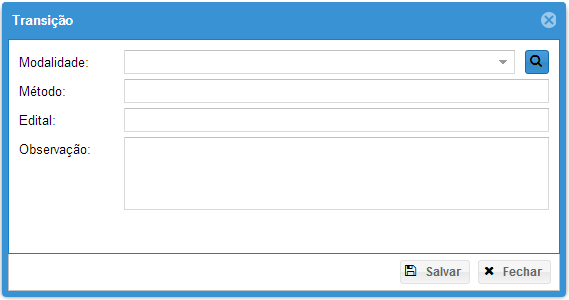 Transição
Modalidade:
Método:
Edital:
Observação:
Salvar Fechar